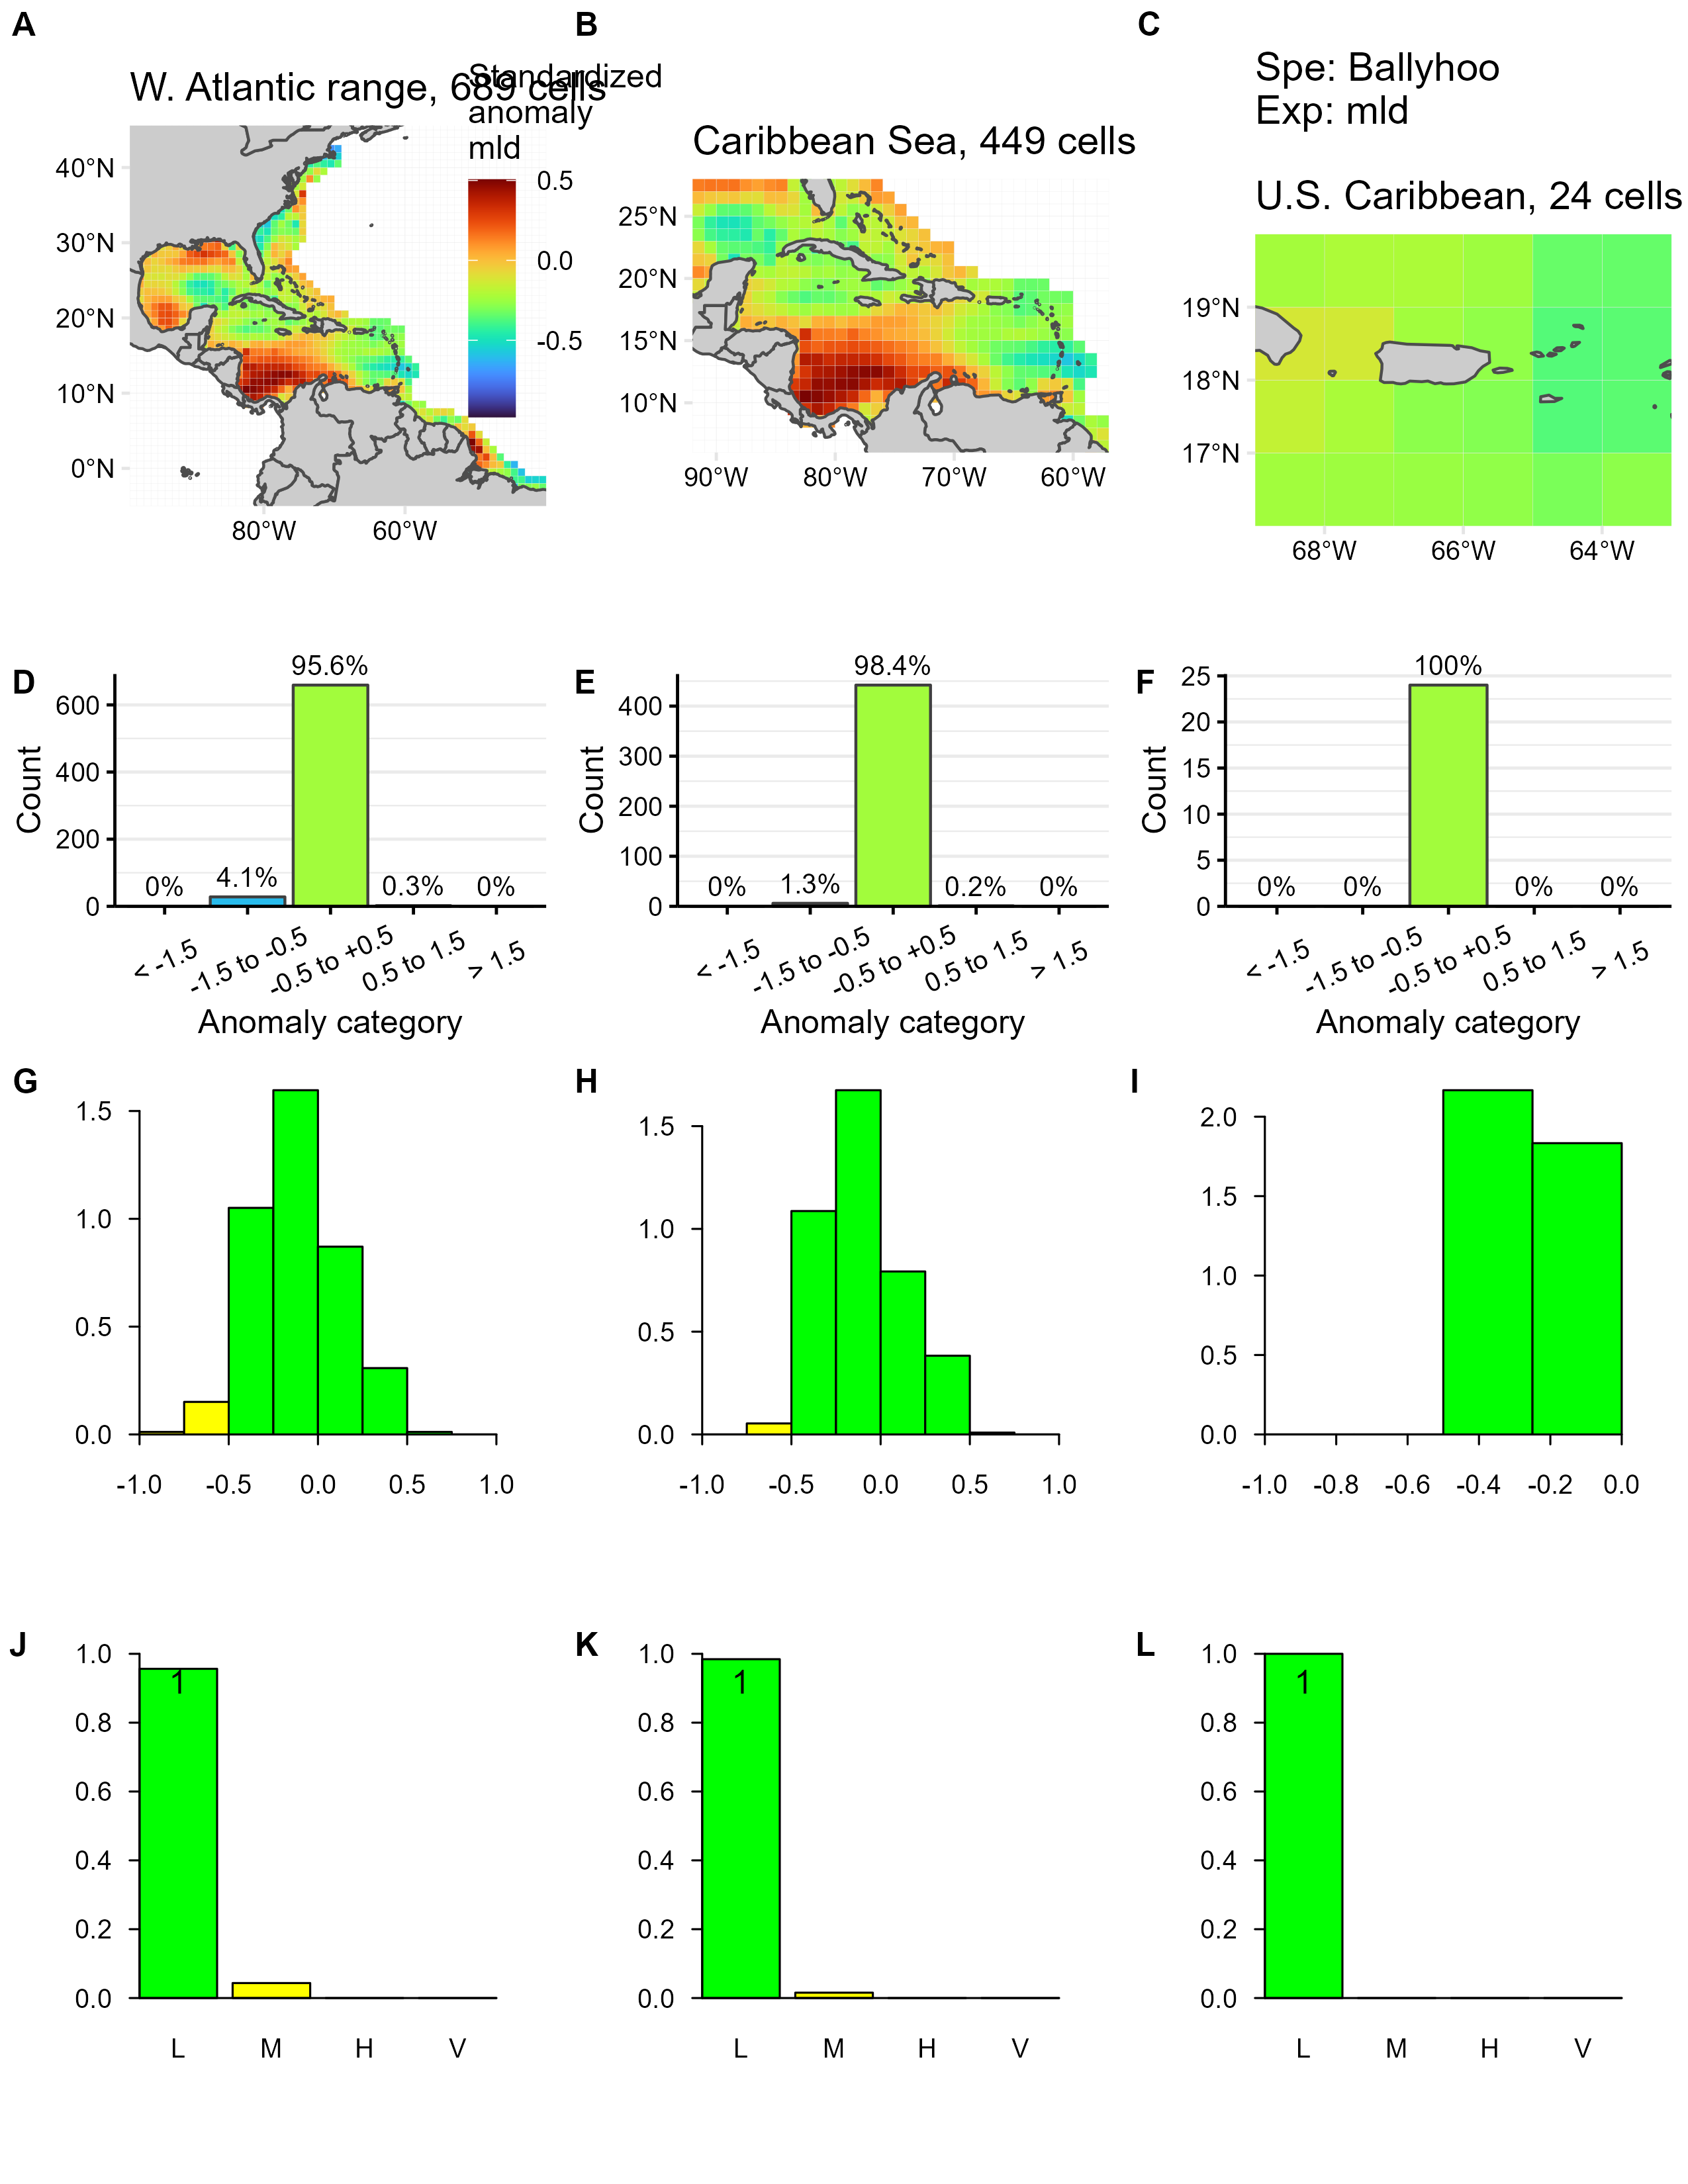 A
B
C
W. Atlantic range, 689 cells
Standardized
anomaly
mld
0.5
0.0
-0.5
40°N
30°N
20°N
10°N
0°N
80°W 60°W
Caribbean Sea, 449 cells
25°N
20°N
15°N
10°N
90°W 80°W 70°W 60°W
Spe: Ballyhoo
Exp: mld
U.S. Caribbean, 24 cells
19°N
18°N
17°N
68°W 66°W 64°W
D
Count
600
400
200
0
0% 4.1% 95.6% 0.3% 0%
< -1.5 -1.5 to -0.5 -0.5 to +0.5 0.5 to 1.5 > 1.5
Anomaly category
E
Count
400
300
200
100
0
0% 1.3% 98.4% 0.2% 0%
< -1.5 -1.5 to -0.5 -0.5 to +0.5 0.5 to 1.5 > 1.5
Anomaly category
F
Count
25
20
15
10
5
0
0% 0% 100% 0% 0%
< -1.5 -1.5 to -0.5 -0.5 to +0.5 0.5 to 1.5 > 1.5
Anomaly category
G
1.5
1.0
0.5
0.0
-1.0 -0.5 0.0 0.5 1.0
H
1.5
1.0
0.5
0.0
-1.0 -0.5 0.0 0.5 1.0
I
2.0
1.5
1.0
0.5
0.0
-1.0 -0.8 -0.6 -0.4 -0.2 0.0
J
1.0
0.8
0.6
0.4
0.2
0.0
1
L M H V
K
1.0
0.8
0.6
0.4
0.2
0.0
1
L M H V
L
1.0
0.8
0.6
0.4
0.2
0.0
1
L M H V